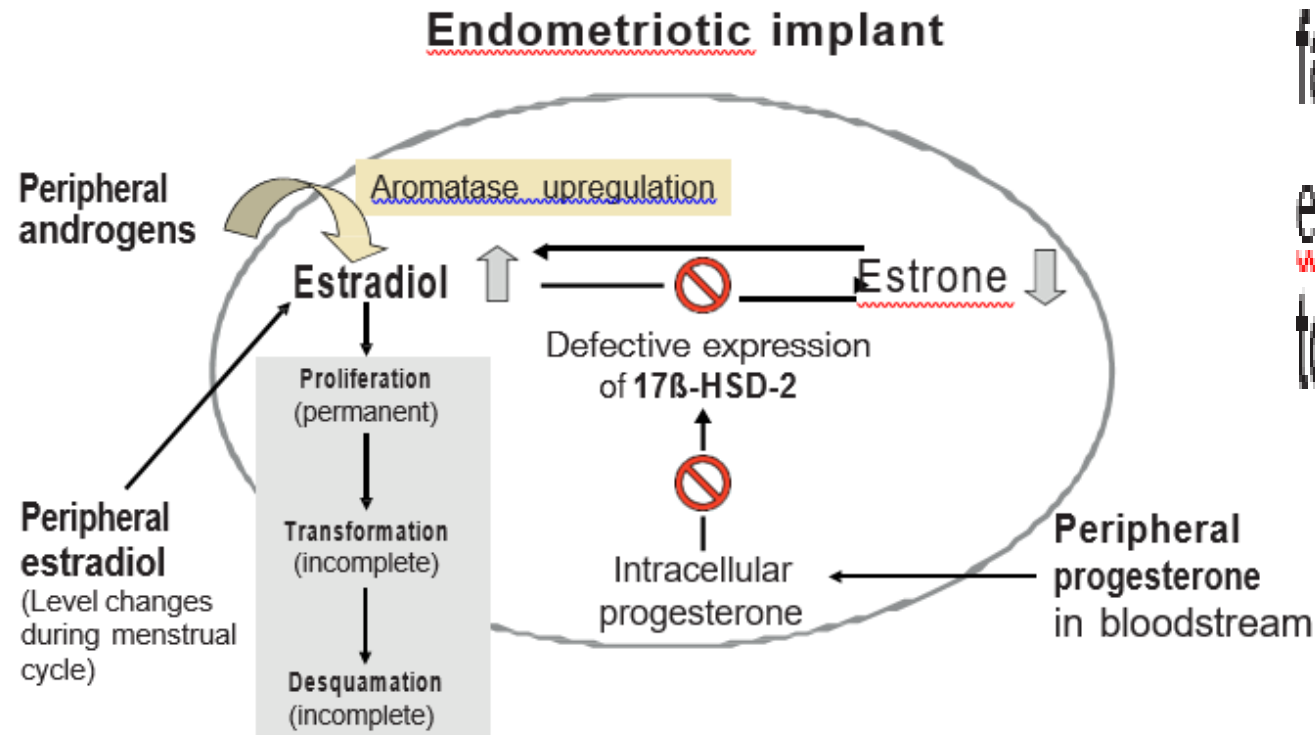 Endometriotic implant
Peripheral
androgens
Aromatase upregulation
Estradiol
Estrone
Defective expression
of 17ß-HSD-2
Proliferation
(permanent)
Transformation
(incomplete)
Desquamation
(incomplete)
Peripheral
estradiol
(Level changes
during menstrual
cycle)
Intracellular
progesterone
Peripheral
progesterone
in bloodstream